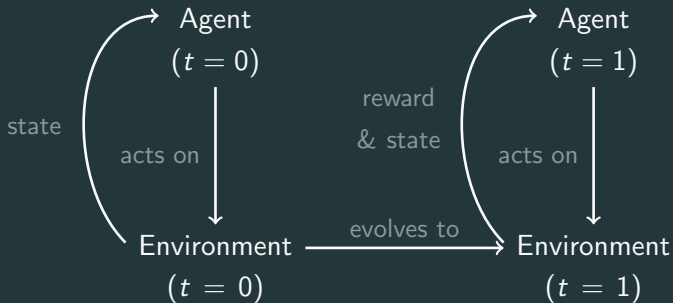 Agent
(t = 0)
Agent
(t = 1)
state
acts on
reward
& state
acts on
evolves to
Environment
(t = 0)
Environment
(t = 1)